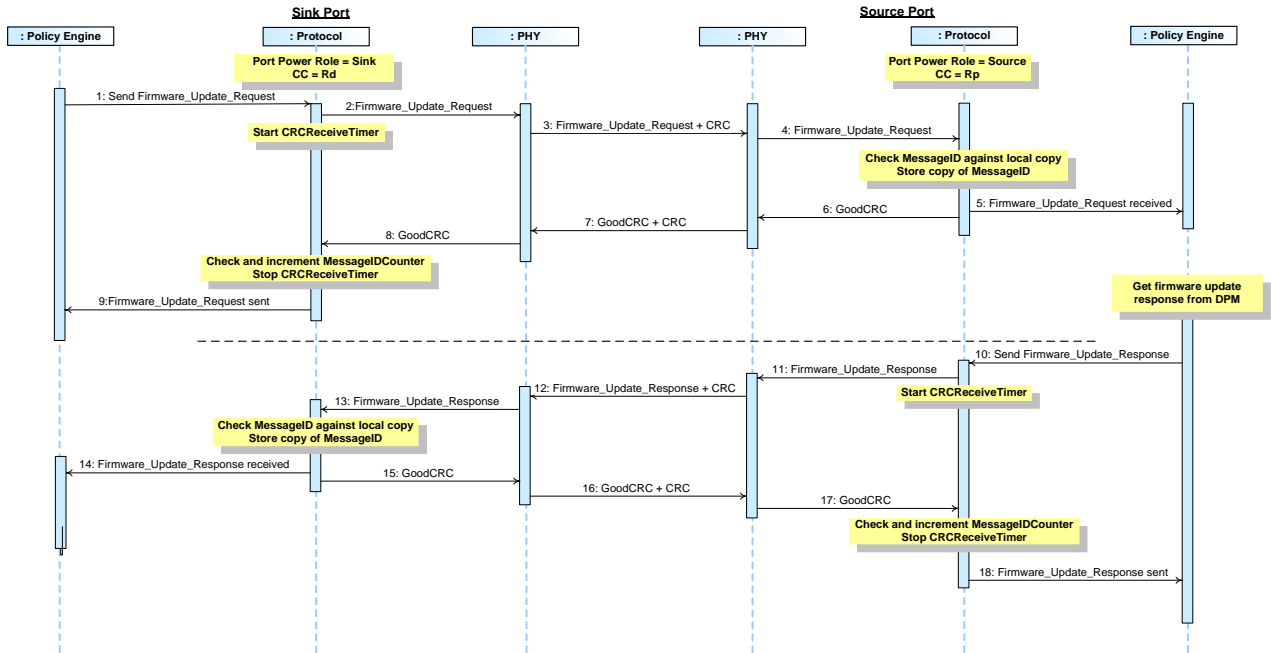 Sink Port
Source Port
: Policy Engine
: Protocol
: PHY
: PHY
: Protocol
: Policy Engine
Port Power Role = Sink
CC = Rd
Port Power Role = Source
CC = Rp
1: Send Firmware_Update_Request
2:Firmware_Update_Request
Start CRCReceiveTimer
3: Firmware_Update_Request + CRC
4: Firmware_Update_Request
Check MessageID against local copy
Store copy of MessageID
5: Firmware_Update_Request received
6: GoodCRC
7: GoodCRC + CRC
8: GoodCRC
Check and increment MessageIDCounter
Stop CRCReceiveTimer
9:Firmware_Update_Request sent
Get firmware update
response from DPM
10: Send Firmware_Update_Response
11: Firmware_Update_Response
Start CRCReceiveTimer
12: Firmware_Update_Response + CRC
13: Firmware_Update_Response
Check MessageID against local copy
Store copy of MessageID
14: Firmware_Update_Response received
15: GoodCRC
16: GoodCRC + CRC
17: GoodCRC
Check and increment MessageIDCounter
Stop CRCReceiveTimer
18: Firmware_Update_Response sent